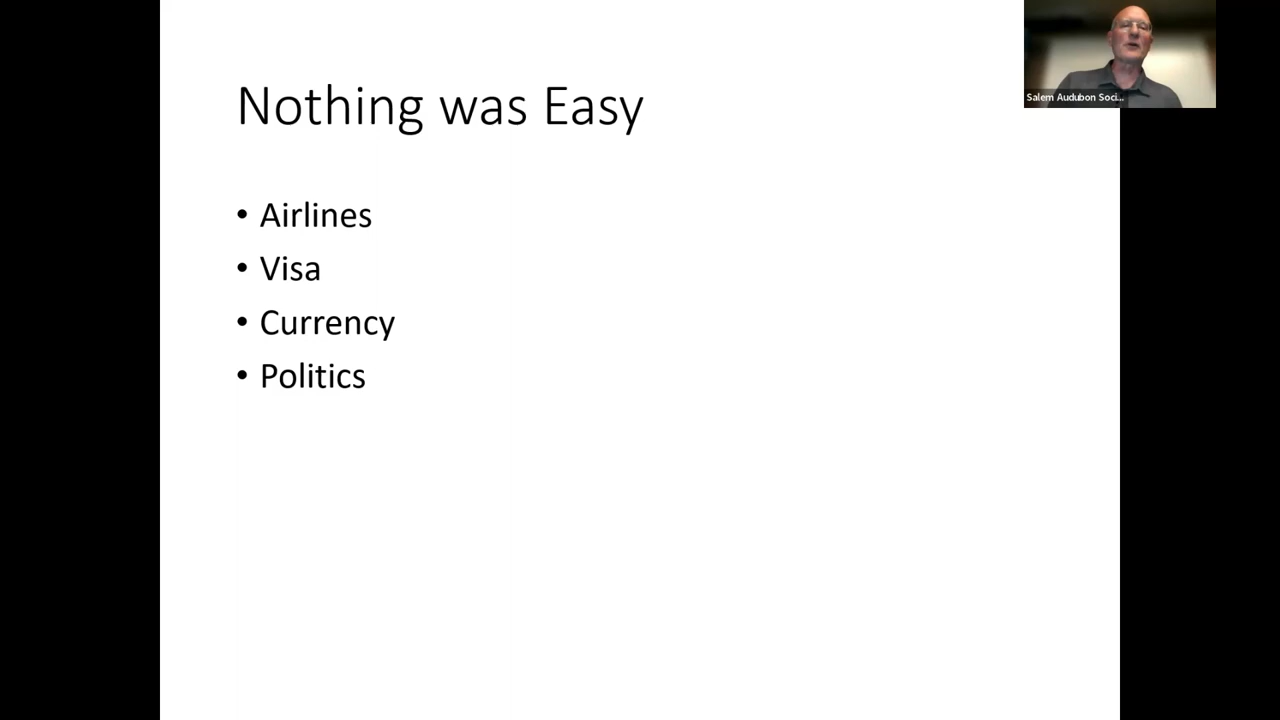 Nothing was Easy
• Airlines
• Visa
• Currency
• Politics
Salem Audubon Soci...